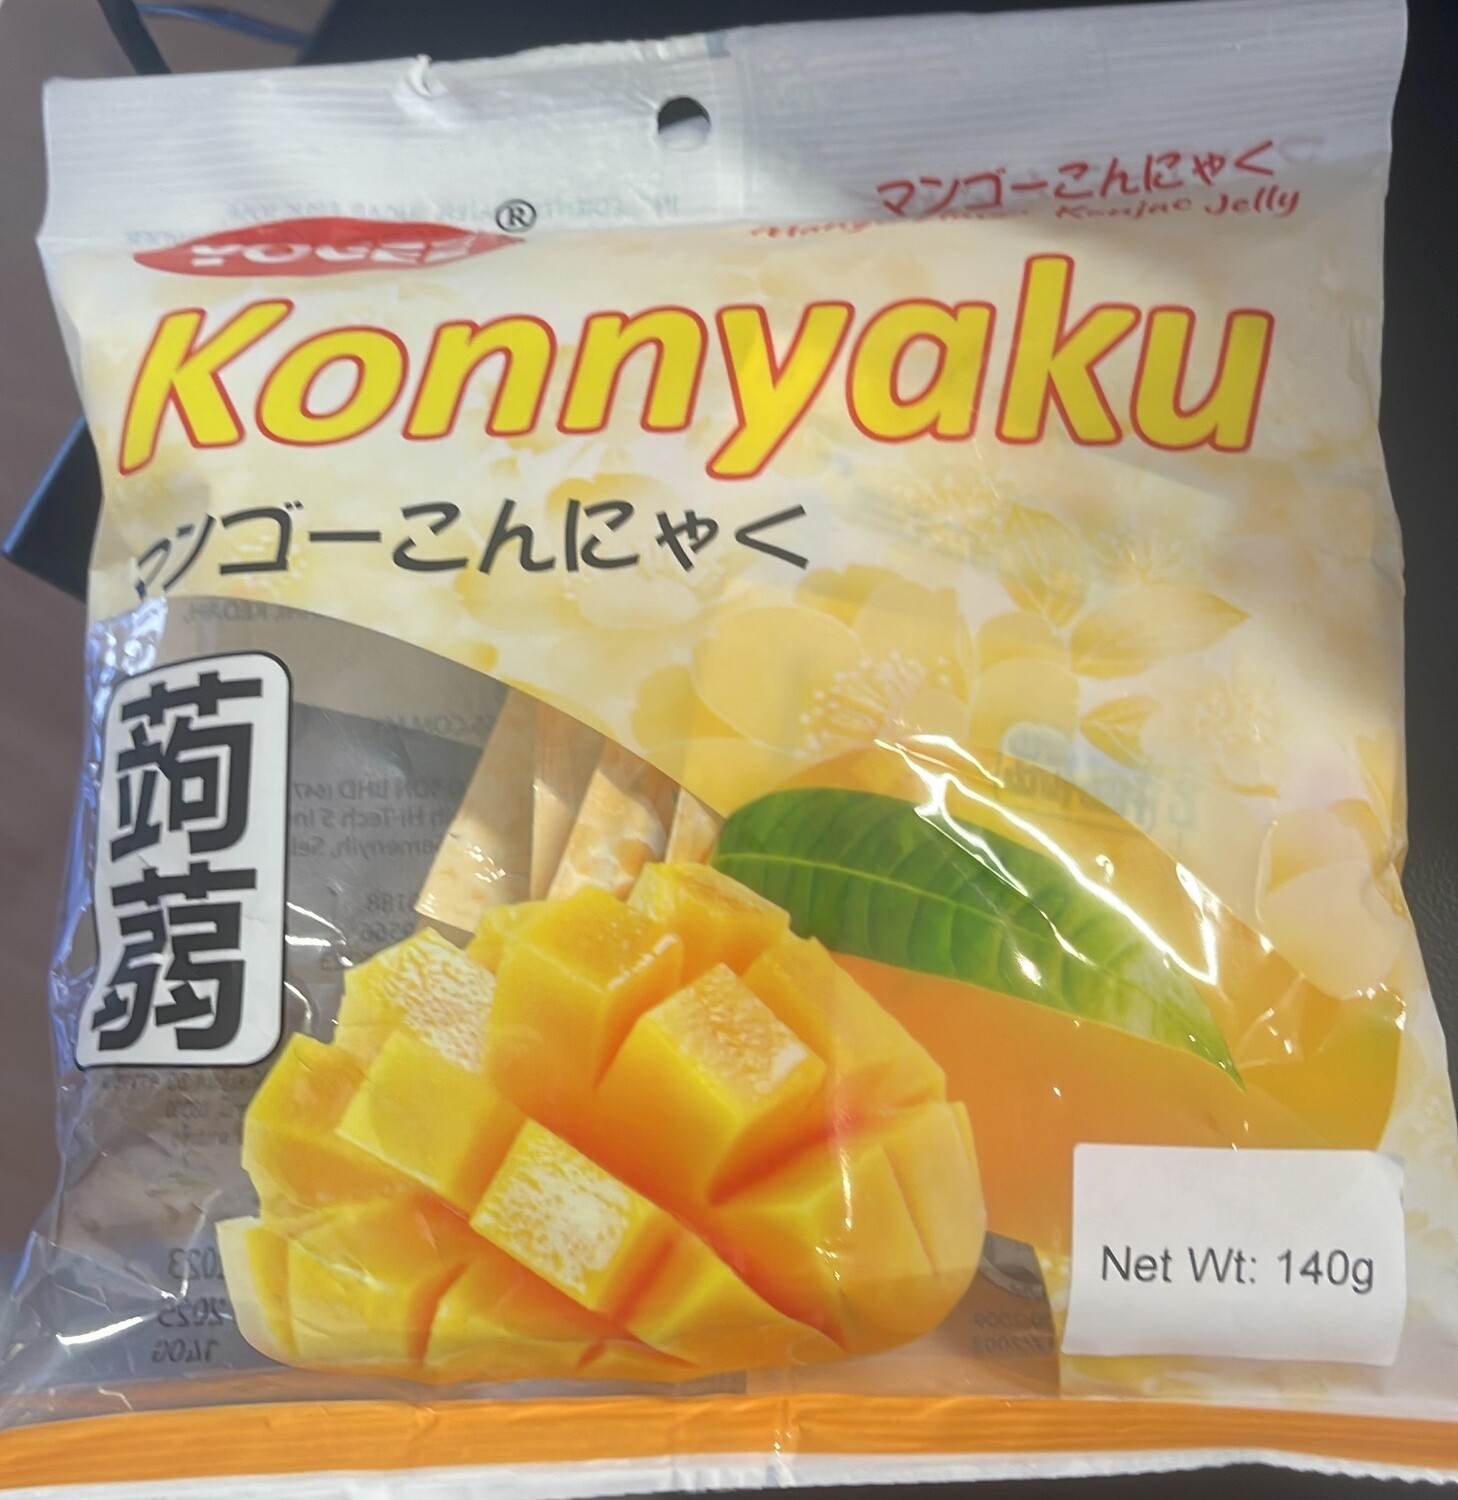 ®
マンゴーこんにゃく
Konjac Jelly
Konnyaku
マンゴーこんにゃく
蒟蒻
Net Wt: 140g